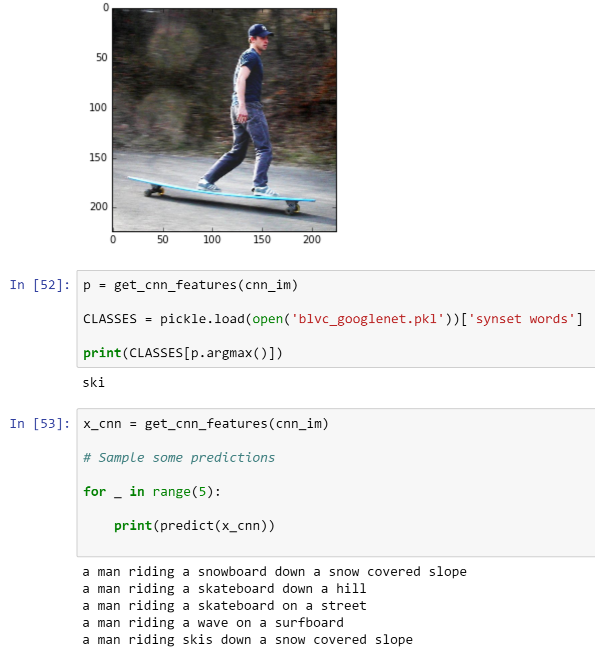 0
50
100
150
200
0 50 100 150 200
In [52]: p = get_cnn_features(cnn_im)
CLASSES = pickle.load(open('blvc_googlenet.pkl'))['synset words']
print(CLASSES[p.argmax()])
ski
In [53]: x_cnn = get_cnn_features(cnn_im)
# Sample some predictions
for _ in range(5):
print(predict(x_cnn))
a man riding a snowboard down a snow covered slope
a man riding a skateboard down a hill
a man riding a skateboard on a street
a man riding a wave on a surfboard
a man riding skis down a snow covered slope